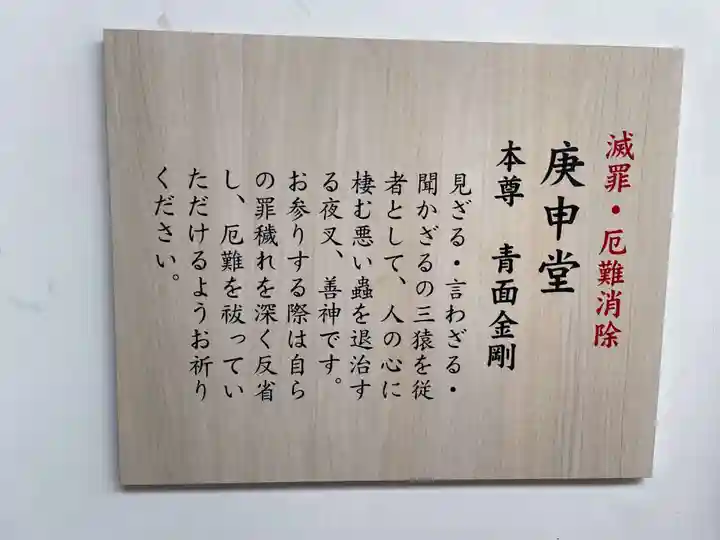 滅罪・厄難消除
庚申堂
本尊　青面金剛
見ざる・言わざる・
聞かざるの三猿を従
者として、人の心に
棲む悪い蟲を退治す
る夜叉、善神です。
お参りする際は自ら
の罪穢れを深く反省
し、厄難を祓ってい
ただけるようお祈り
ください。